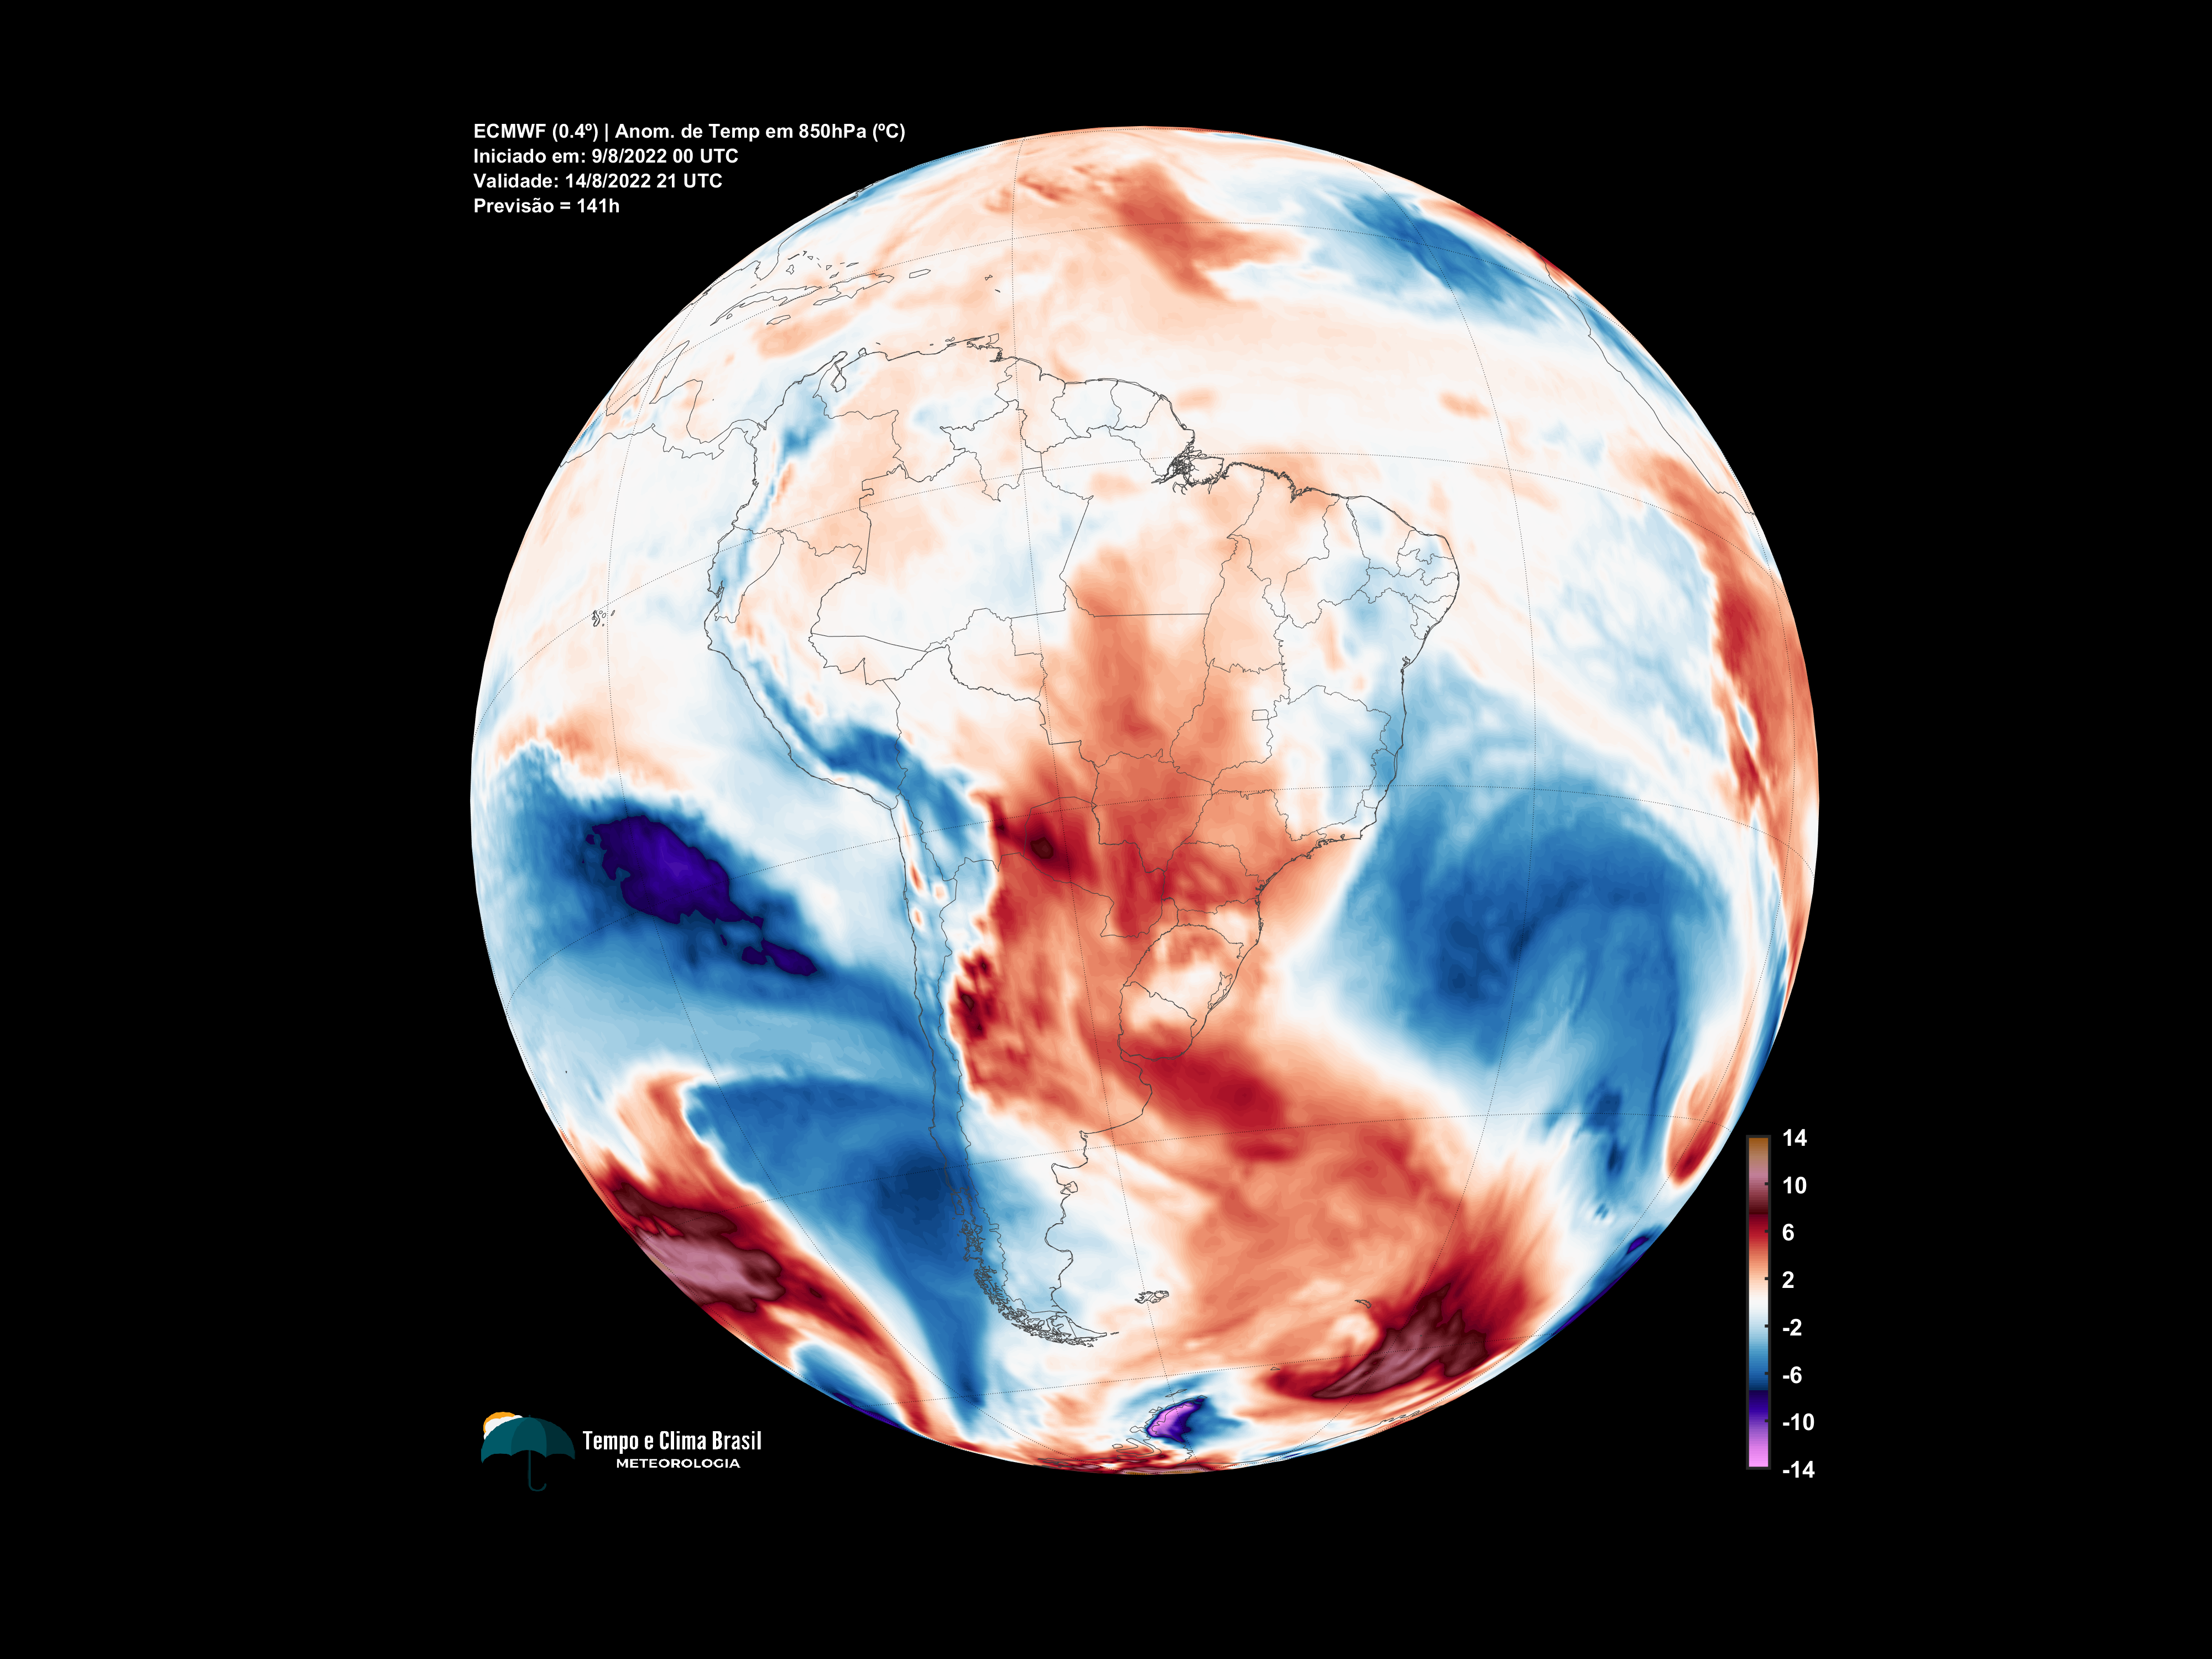 ECMWF (0.4º) | Anom. de Temp em 850hPa (ºC)
Iniciado em: 9/8/2022 00 UTC
Validade: 14/8/2022 21 UTC
Previsão = 141h
14
10
6
2
-2
-6
-10
-14
Tempo e Clima Brasil
METEOROLOGIA